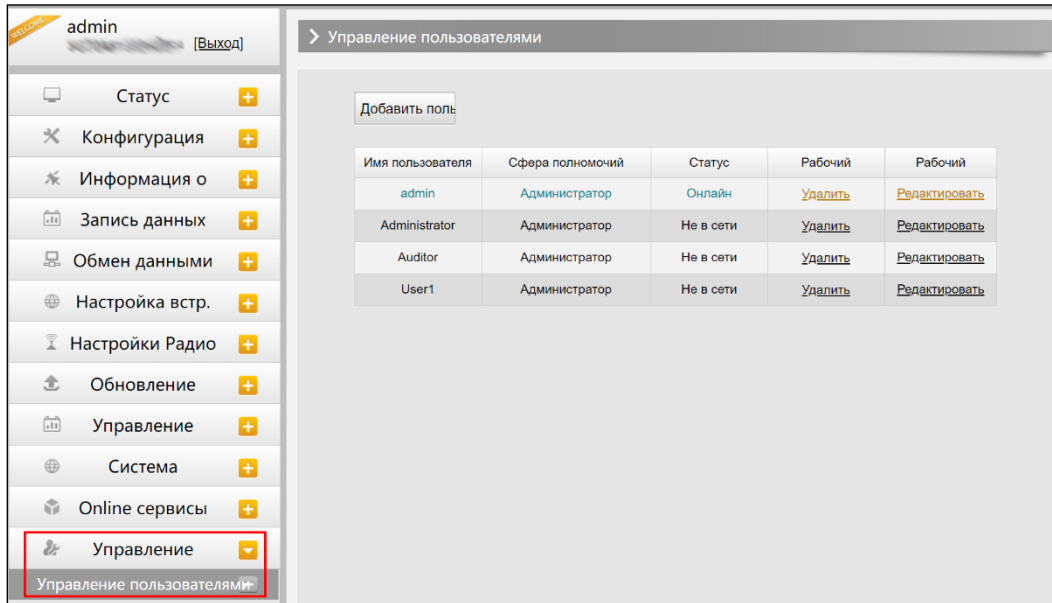 WELCOME
admin
[Выход]
Статус
Конфигурация
Информация о
Запись данных
Обмен данными
Настройка встр.
Настройки Радио
Обновление
Управление
Система
Online сервисы
Управление
Управление пользователями
Управление пользователями
Добавить поль
Имя пользователя Сфера полномочий Статус Рабочий Рабочий
admin Администратор Онлайн Удалить Редактировать
Administrator Администратор Не в сети Удалить Редактировать
Auditor Администратор Не в сети Удалить Редактировать
User1 Администратор Не в сети Удалить Редактировать